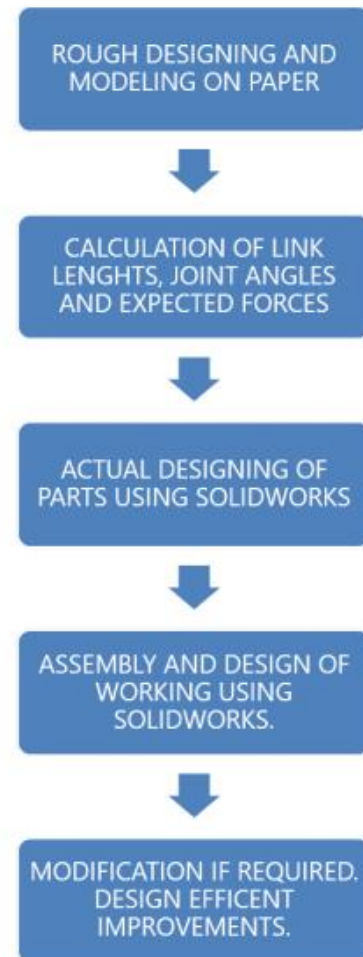 ROUGH DESIGNING AND
MODELING ON PAPER
CALCULATION OF LINK
LENGHTS, JOINT ANGLES
AND EXPECTED FORCES
ACTUAL DESIGNING OF
PARTS USING SOLIDWORKS
ASSEMBLY AND DESIGN OF
WORKING USING
SOLIDWORKS.
MODIFICATION IF REQUIRED.
DESIGN EFFICENT
IMPROVEMENTS.